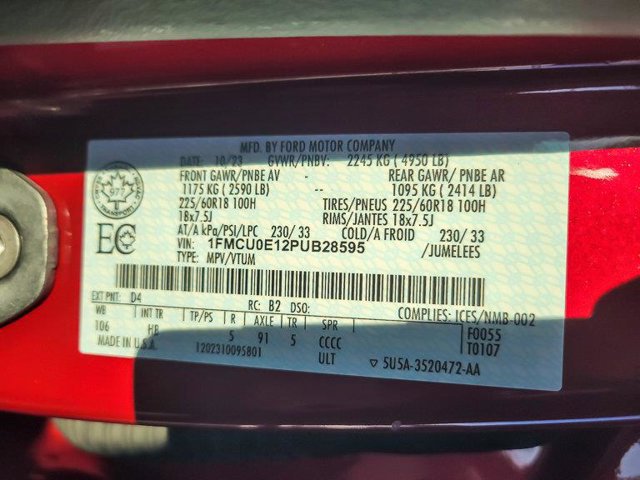 MFD. BY FORD MOTOR COMPANY
DATE: 10/23 GVWR/PNBV: 2245 KG ( 4950 LB)
FRONT GAWR/PNBE AV - REAR GAWR/ PNBE AR
1175 KG ( 2590 LB) -- 1095 KG ( 2414 LB)
225/60R18 100H TIRES/PNEUS 225/60R18 100H
18x7.5J RIMS/JANTES 18x7.5J
AT/A kPa/PSI/LPC 230/ 33 COLD/A FROID 230/ 33
VIN: 1FMCU0E12PUB28595 /JUMELEES
TYPE: MPV/VTUM
977
TRANSPORT
EC
EXT PNT: D4 RC: B2 DSO:
COMPLIES: ICES/NMB-002
WB INT TR TP/PS R AXLE TR SPR F0055
106 HB 5 91 5 CCCC T0107
MADE IN U.S.A. 1202310095801 ULT
5U5A-3520472-AA